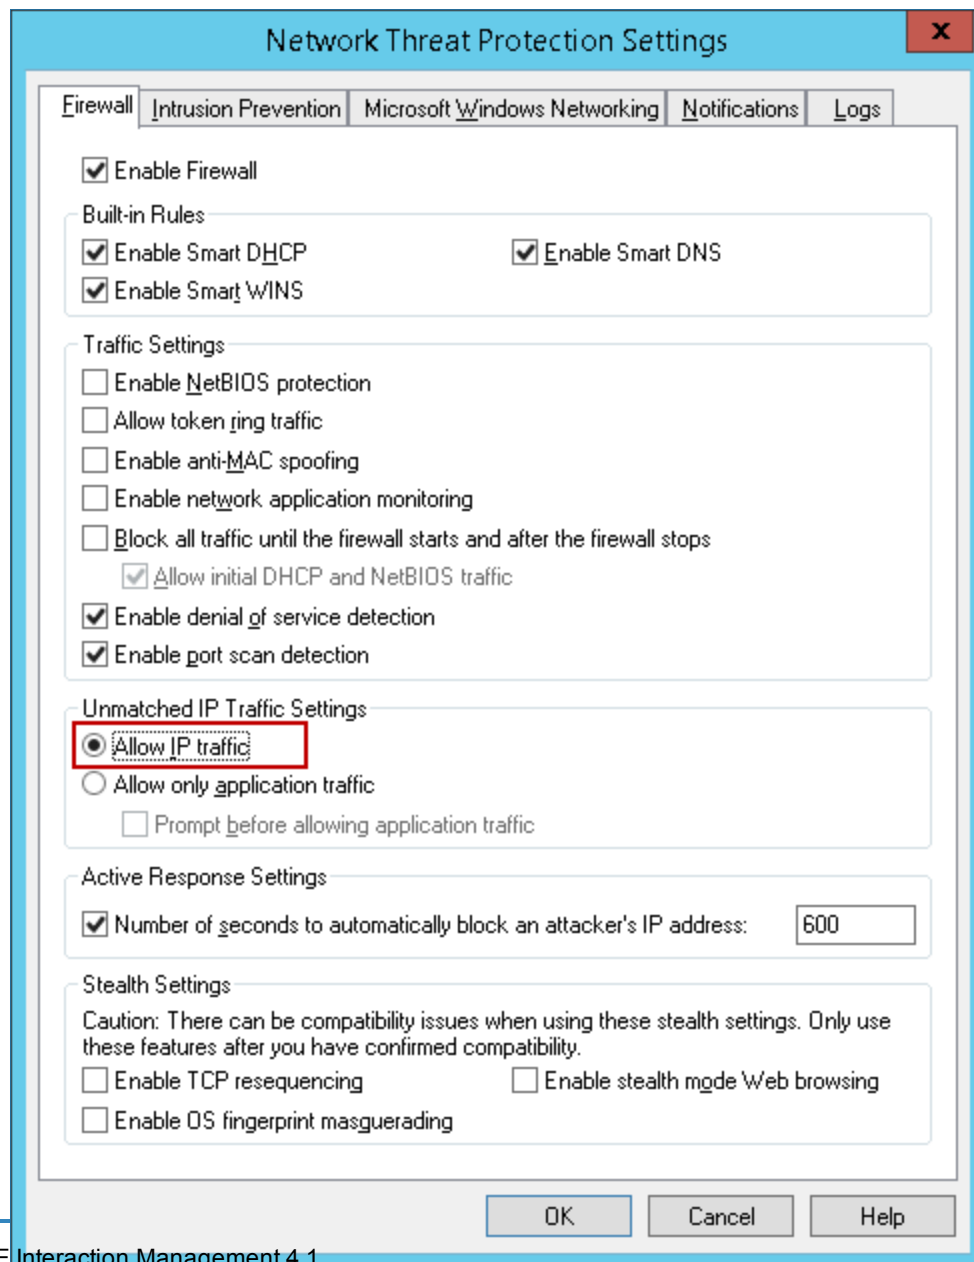 Network Threat Protection Settings
x
Firewall Intrusion Prevention Microsoft Windows Networking Notifications Logs
Enable Firewall
Built-in Rules
Enable Smart DHCP Enable Smart DNS
Enable Smart WINS
Traffic Settings
Enable NetBIOS protection
Allow token ring traffic
Enable anti-MAC spoofing
Enable network application monitoring
Block all traffic until the firewall starts and after the firewall stops
Allow initial DHCP and NetBIOS traffic
Enable denial of service detection
Enable port scan detection
Unmatched IP Traffic Settings
Allow IP traffic
Allow only application traffic
Prompt before allowing application traffic
Active Response Settings
Number of seconds to automatically block an attacker's IP address: 600
Stealth Settings
Caution: There can be compatibility issues when using these stealth settings. Only use
these features after you have confirmed compatibility.
Enable TCP resequencing Enable stealth mode Web browsing
Enable OS fingerprint masquerading
OK Cancel Help
Interaction Management 4.1